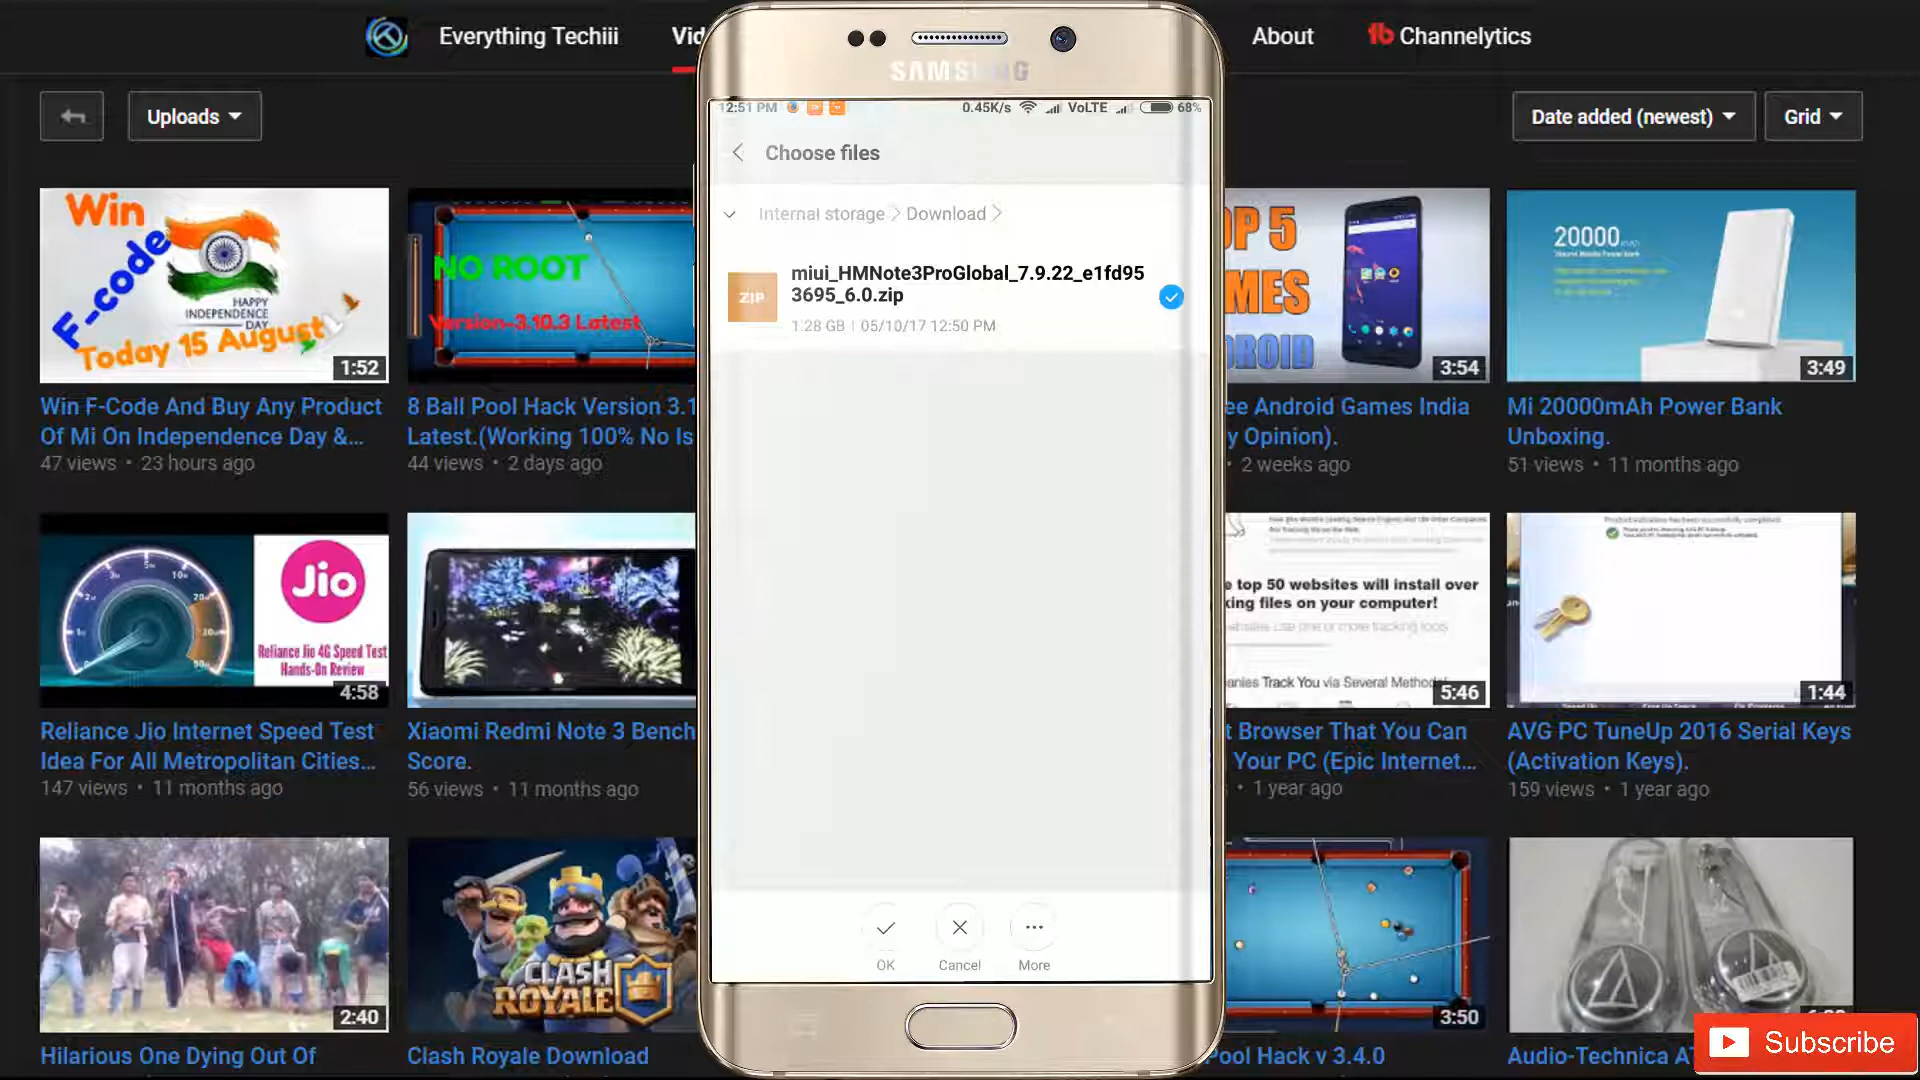 Everything Techiii
Vid
About
Channelytics
Uploads
Date added (newest)
Grid
SAMSUNG
12:51 PM
0.45K/s
VoLTE
68%
Choose files
Internal storage
Download
ZIP
miui_HMNote3ProGlobal_7.9.22_e1fd95
3695_6.0.zip
1.28 GB | 05/10/17 12:50 PM
OK
Cancel
More
Win
F-code
HAPPY
INDEPENDENCE
DAY
Today 15 August
1:52
Win F-Code And Buy Any Product
Of Mi On Independence Day &...
47 views • 23 hours ago
NO ROOT
Version-3.10.3 Latest
8 Ball Pool Hack Version 3.1
Latest.(Working 100% No Is
44 views • 2 days ago
OP 5
MES
ROID
3:54
ee Android Games India
y Opinion).
• 2 weeks ago
20000
3:49
Mi 20000mAh Power Bank
Unboxing.
51 views • 11 months ago
Jio
Reliance Jio 4G Speed Test
Hands-On Review
4:58
Reliance Jio Internet Speed Test
Idea For All Metropolitan Cities...
147 views • 11 months ago
Xiaomi Redmi Note 3 Bench
Score.
56 views • 11 months ago
e top 50 websites will install over
king files on your computer!
anies Track You via Several Methods!
5:46
t Browser That You Can
Your PC (Epic Internet...
• 1 year ago
1:44
AVG PC TuneUp 2016 Serial Keys
(Activation Keys).
159 views • 1 year ago
2:40
Hilarious One Dying Out Of
CLASH
ROYALE
Clash Royale Download
3:50
Pool Hack v 3.4.0
Audio-Technica AT
Subscribe